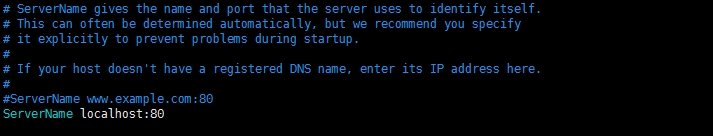 # ServerName gives the name and port that the server uses to identify itself.
# This can often be determined automatically, but we recommend you specify
# it explicitly to prevent problems during startup.
#
# If your host doesn't have a registered DNS name, enter its IP address here.
#
#ServerName www.example.com:80
ServerName localhost:80